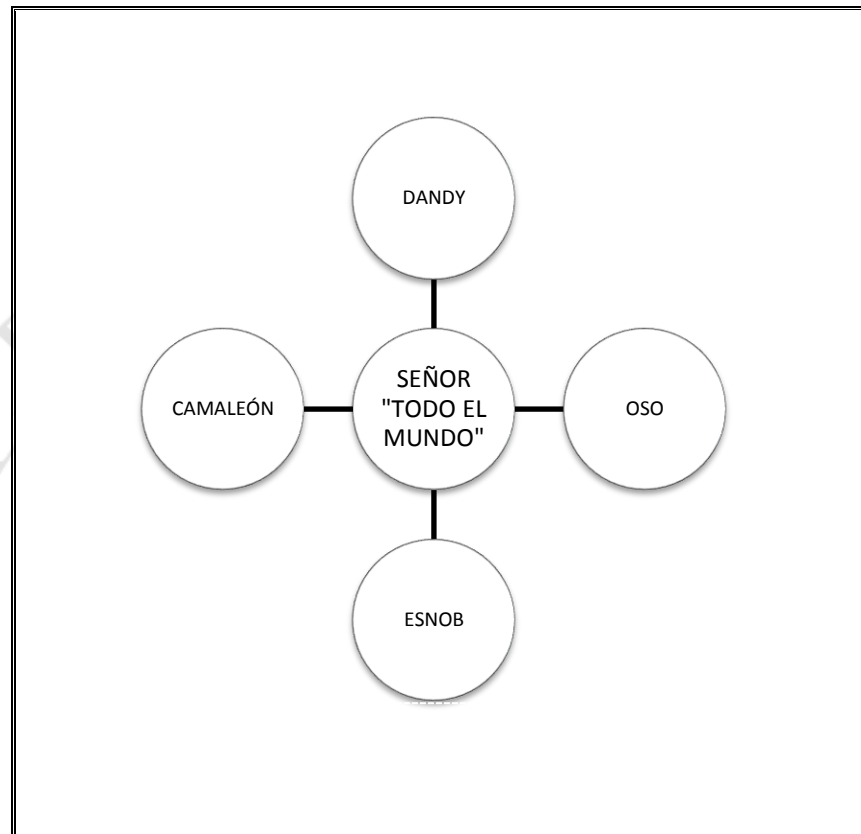 DANDY
CAMALEÓN
SEÑOR
"TODO EL
MUNDO"
OSO
ESNOB